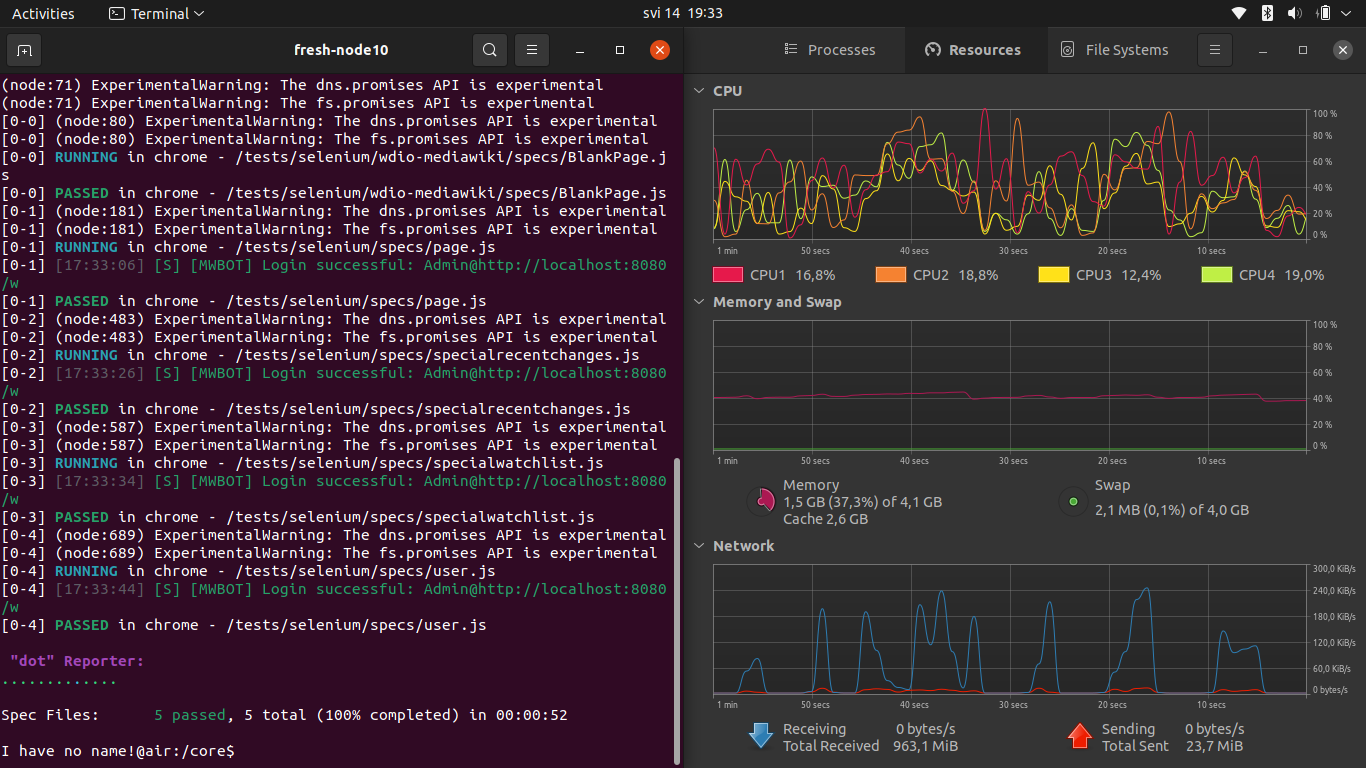 Activities
Terminal
svi 14 19:33
fresh-node10
(node:71) ExperimentalWarning: The dns.promises API is experimental
(node:71) ExperimentalWarning: The fs.promises API is experimental
[0-0] (node:80) ExperimentalWarning: The dns.promises API is experimental
[0-0] (node:80) ExperimentalWarning: The fs.promises API is experimental
[0-0] RUNNING in chrome - /tests/selenium/wdio-mediawiki/specs/BlankPage.j
s
[0-0] PASSED in chrome - /tests/selenium/wdio-mediawiki/specs/BlankPage.js
[0-1] (node:181) ExperimentalWarning: The dns.promises API is experimental
[0-1] (node:181) ExperimentalWarning: The fs.promises API is experimental
[0-1] RUNNING in chrome - /tests/selenium/specs/page.js
[0-1] [17:33:06] [S] [MWBOT] Login successful: Admin@http://localhost:8080
/w
[0-1] PASSED in chrome - /tests/selenium/specs/page.js
[0-2] (node:483) ExperimentalWarning: The dns.promises API is experimental
[0-2] (node:483) ExperimentalWarning: The fs.promises API is experimental
[0-2] RUNNING in chrome - /tests/selenium/specs/specialrecentchanges.js
[0-2] [17:33:26] [S] [MWBOT] Login successful: Admin@http://localhost:8080
/w
[0-2] PASSED in chrome - /tests/selenium/specs/specialrecentchanges.js
[0-3] (node:587) ExperimentalWarning: The dns.promises API is experimental
[0-3] (node:587) ExperimentalWarning: The fs.promises API is experimental
[0-3] RUNNING in chrome - /tests/selenium/specs/specialwatchlist.js
[0-3] [17:33:34] [S] [MWBOT] Login successful: Admin@http://localhost:8080
/w
[0-3] PASSED in chrome - /tests/selenium/specs/specialwatchlist.js
[0-4] (node:689) ExperimentalWarning: The dns.promises API is experimental
[0-4] (node:689) ExperimentalWarning: The fs.promises API is experimental
[0-4] RUNNING in chrome - /tests/selenium/specs/user.js
[0-4] [17:33:44] [S] [MWBOT] Login successful: Admin@http://localhost:8080
/w
[0-4] PASSED in chrome - /tests/selenium/specs/user.js
"dot" Reporter:
.............
Spec Files: 5 passed, 5 total (100% completed) in 00:00:52
I have no name!@air:/core$
Processes
Resources
File Systems
CPU
100 %
80 %
60 %
40 %
20 %
0 %
1 min 50 secs 40 secs 30 secs 20 secs 10 secs
CPU1 16,8% CPU2 18,8% CPU3 12,4% CPU4 19,0%
Memory and Swap
100 %
80 %
60 %
40 %
20 %
0 %
1 min 50 secs 40 secs 30 secs 20 secs 10 secs
Memory
1,5 GB (37,3%) of 4,1 GB
Cache 2,6 GB
Swap
2,1 MB (0,1%) of 4,0 GB
Network
300,0 KiB/s
240,0 KiB/s
180,0 KiB/s
120,0 KiB/s
60,0 KiB/s
0 bytes/s
1 min 50 secs 40 secs 30 secs 20 secs 10 secs
Receiving 0 bytes/s
Total Received 963,1 MiB
Sending 0 bytes/s
Total Sent 23,7 MiB